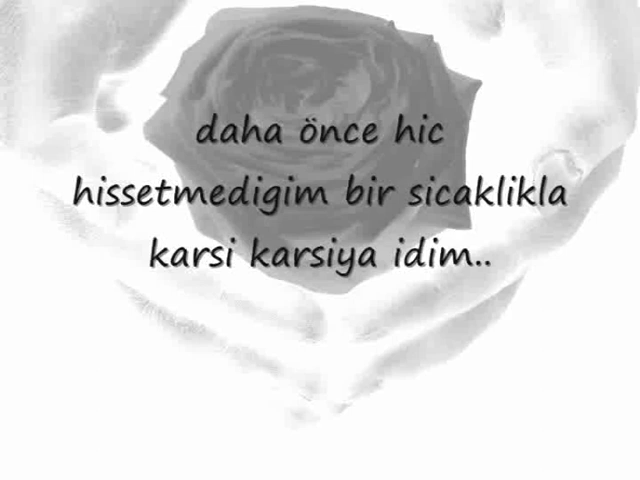 daha önce hic
hissetmedigim bir sicaklikla
karsi karsiya idim..